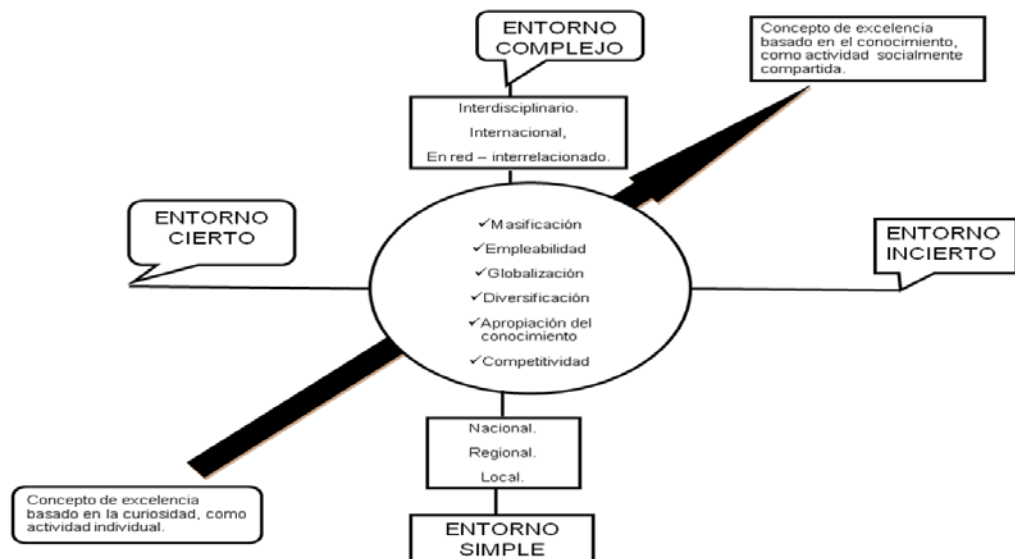 ENTORNO
COMPLEJO
Concepto de excelencia
basado en el conocimiento,
como actividad socialmente
compartida.
Interdisciplinario.
Internacional,
En red – interrelacionado.
ENTORNO
CIERTO
✓Masificación
✓Empleabilidad
✓Globalización
✓Diversificación
✓Apropiación del
conocimiento
✓Competitividad
ENTORNO
INCIERTO
Nacional.
Regional.
Local.
Concepto de excelencia
basado en la curiosidad, como
actividad individual.
ENTORNO
SIMPLE